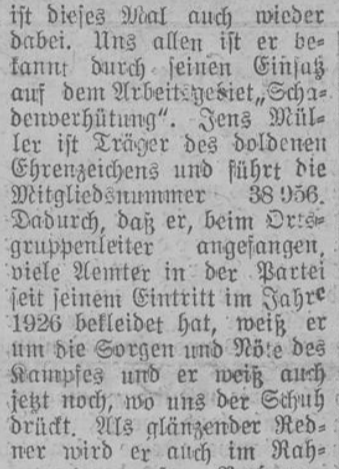 ist dieses Mal auch wieder
dabei. Uns allen ist er be-
kannt durch seinen Einsatz
auf dem Arbeitsgebiet „Scha-
denverhütung“. Jens Mül-
ler ist Träger des doldenen
Ehrenzeichens und führt die
Mitgliedsnummer 38 956.
Dadurch, daß er, beim Orts-
gruppenleiter angefangen,
viele Aemter in der Partei
seit seinem Eintritt im Jahre
1926 bekleidet hat, weiß er
um die Sorgen und Nöte des
Kampfes und er weiß auch
jetzt noch, wo uns der Schuh
drückt. Als glänzender Red-
ner wird er auch im Rah-